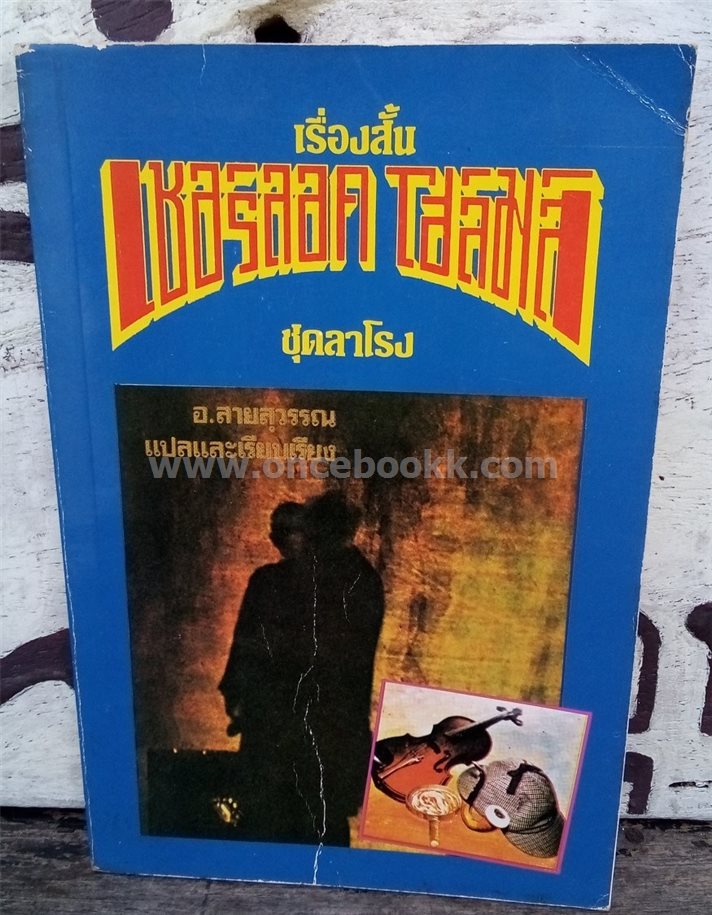 เรื่องสั้น
เชอร์ลอค โฮล์มส์
ชุดลาโรง
อ.สายสุวรรณ
แปลและเรียบเรียง
www.oncebookk.com